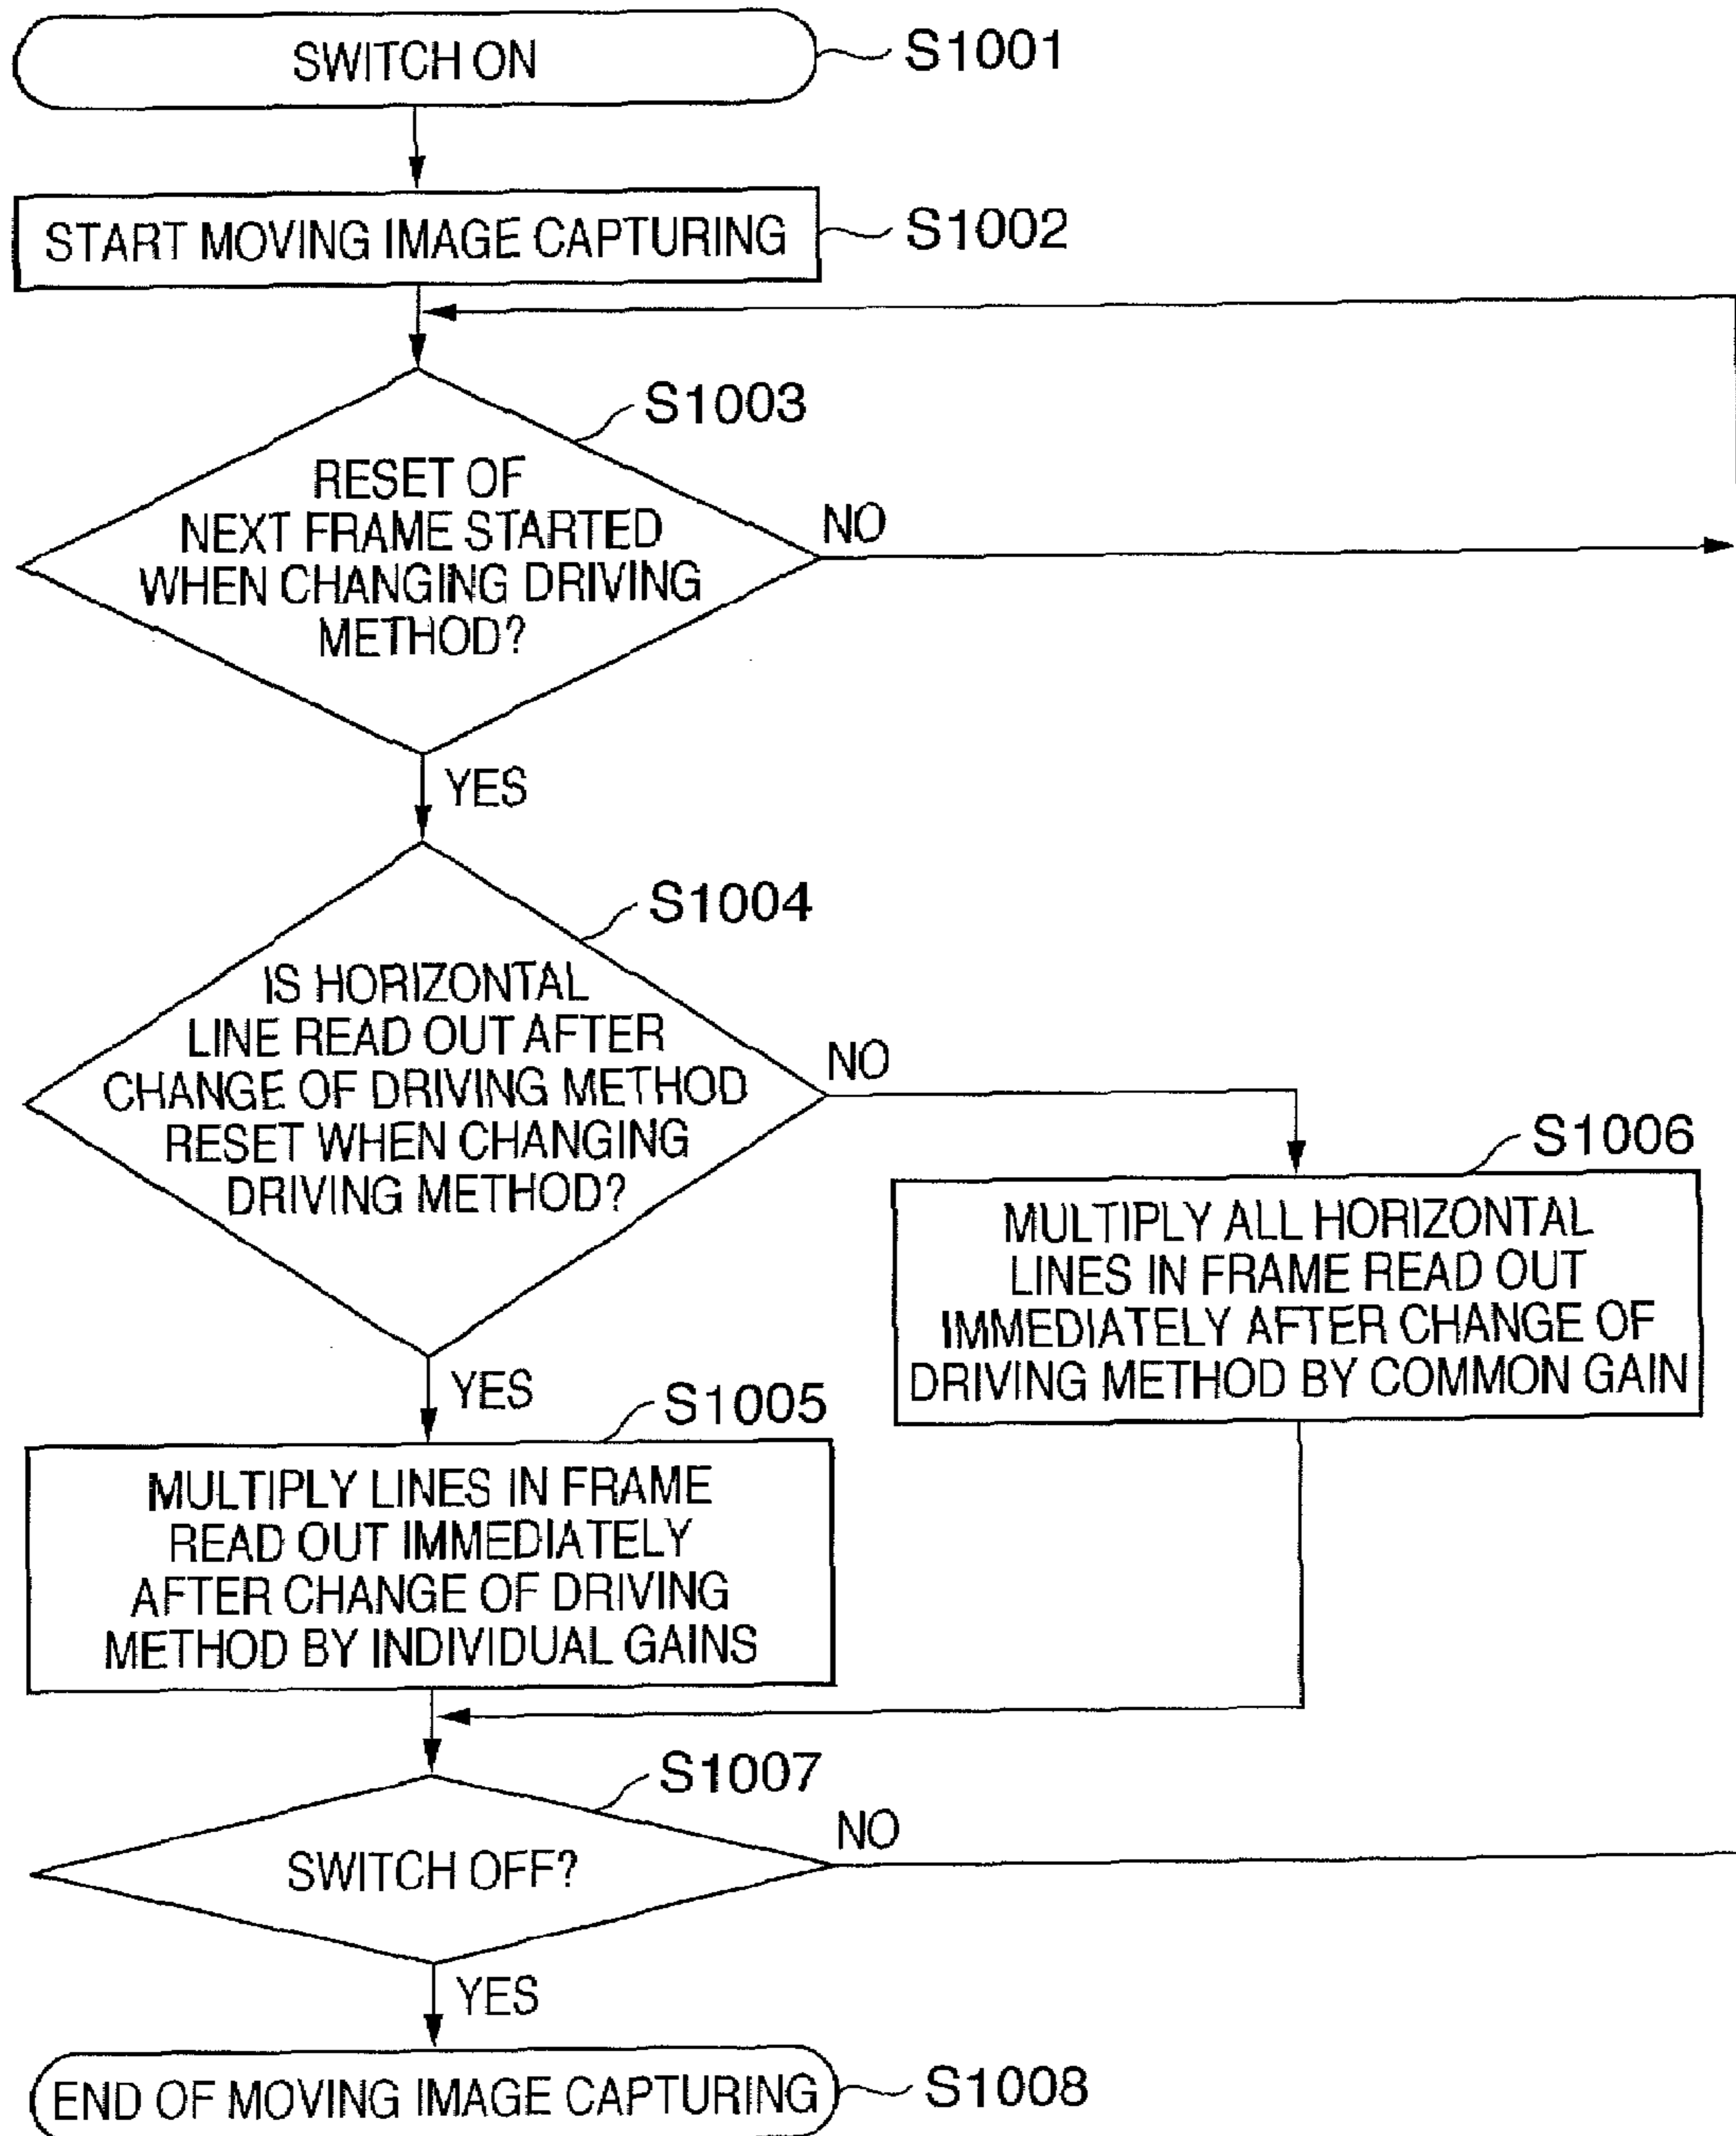 SWITCH ON
S1001
START MOVING IMAGE CAPTURING
S1002
S1003
RESET OF
NEXT FRAME STARTED
WHEN CHANGING DRIVING
METHOD?
NO
YES
S1004
IS HORIZONTAL
LINE READ OUT AFTER
CHANGE OF DRIVING METHOD
RESET WHEN CHANGING
DRIVING METHOD?
NO
S1006
MULTIPLY ALL HORIZONTAL
LINES IN FRAME READ OUT
IMMEDIATELY AFTER CHANGE OF
DRIVING METHOD BY COMMON GAIN
YES
S1005
MULTIPLY LINES IN FRAME
READ OUT IMMEDIATELY
AFTER CHANGE OF DRIVING
METHOD BY INDIVIDUAL GAINS
S1007
SWITCH OFF?
NO
YES
END OF MOVING IMAGE CAPTURING
S1008